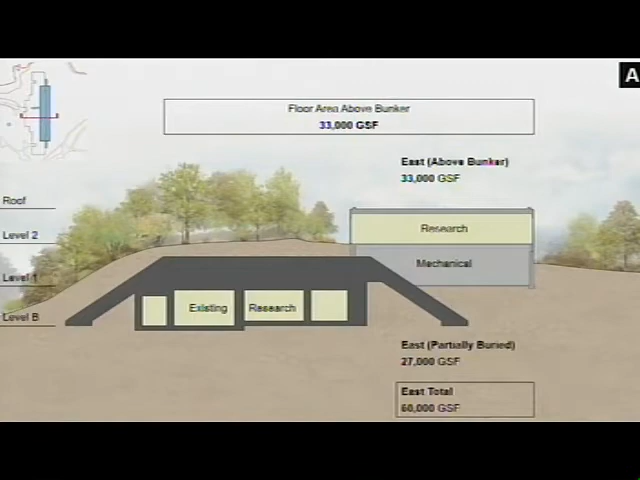 A
Floor Area Above Bunker
33,000 GSF
East (Above Bunker)
33,000 GSF
Roof
Level 2
Research
Mechanical
Level 1
Existing Research
Level B
East (Partially Buried)
27,000 GSF
East Total
60,000 GSF